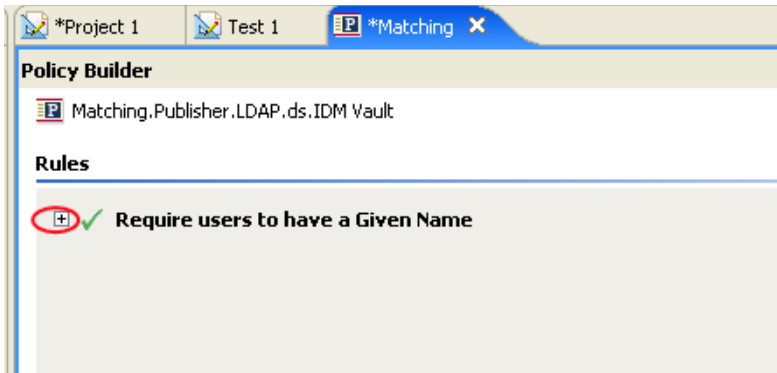 *Project 1 Test 1 *Matching
Policy Builder
Matching.Publisher.LDAP.ds.IDM Vault
Rules
Require users to have a Given Name